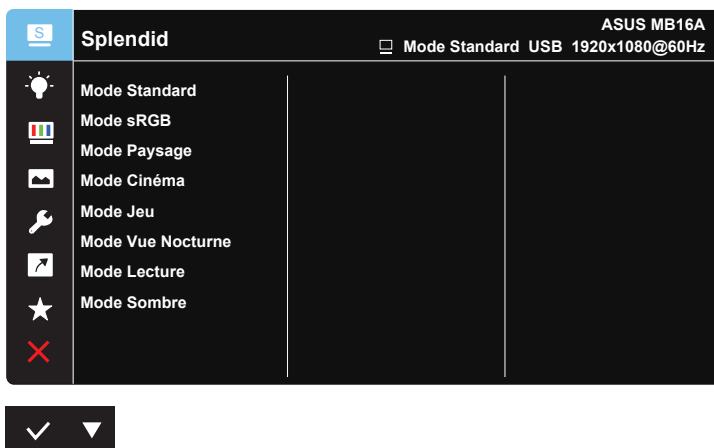 S
Splendid
ASUS MB16A
Mode Standard USB 1920x1080@60Hz
Mode Standard
Mode sRGB
Mode Paysage
Mode Cinéma
Mode Jeu
Mode Vue Nocturne
Mode Lecture
Mode Sombre